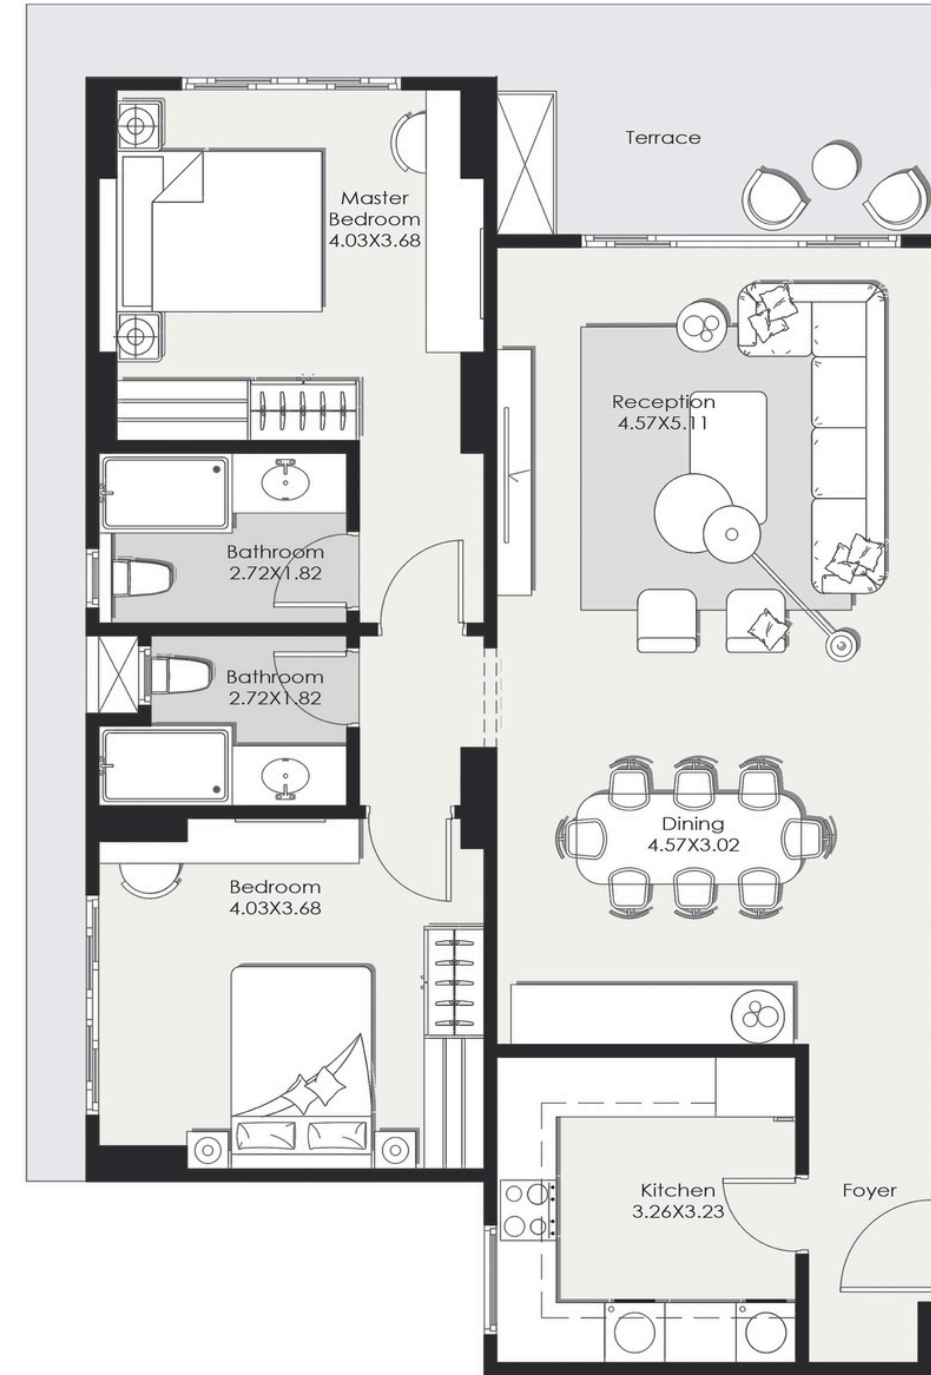 Terrace
Master
Bedroom
4.03X3.68
Reception
4.57X5.11
Bathroom
2.72X1.82
Bathroom
2.72X1.82
Dining
4.57X3.02
Bedroom
4.03X3.68
Kitchen
3.26X3.23
Foyer